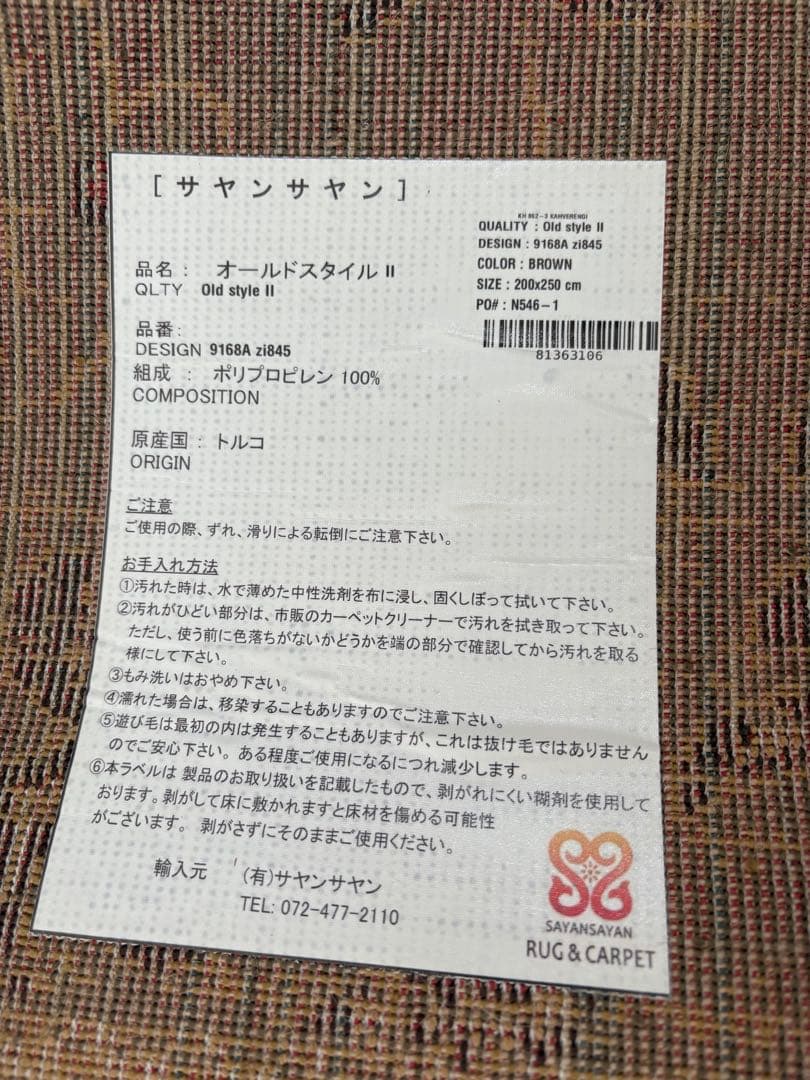 [サヤンサヤン]
KH 862-3 KAHVERENGI
QUALITY : Old style II
DESIGN : 9168A zi845
COLOR : BROWN
SIZE : 200x250 cm
PO# : N546-1
81363106
品名 : オールドスタイル II
QLTY Old style II
品番:
DESIGN 9168A zi845
組成 : ポリプロピレン 100%
COMPOSITION
原産国 : トルコ
ORIGIN
ご注意
ご使用の際、ずれ、滑りによる転倒にご注意下さい。
お手入れ方法
①汚れた時は、水で薄めた中性洗剤を布に浸し、固くしぼって拭いて下さい。
②汚れがひどい部分は、市販のカーペットクリーナーで汚れを拭き取って下さい。
ただし、使う前に色落ちがないかどうかを端の部分で確認してから汚れを取る
様にして下さい。
③もみ洗いはおやめ下さい。
④濡れた場合は、移染することもありますのでご注意下さい。
⑤遊び毛は最初の内は発生することもありますが、これは抜け毛ではありません
のでご安心下さい。ある程度ご使用になるにつれ減少します。
⑥本ラベルは 製品のお取り扱いを記載したもので、剥がれにくい糊剤を使用して
おります。剥がして床に敷かれますと床材を傷める可能性
がございます。 剥がさずにそのままご使用ください。
輸入元 (有)サヤンサヤン
TEL: 072-477-2110
SAYANSAYAN
RUG & CARPET